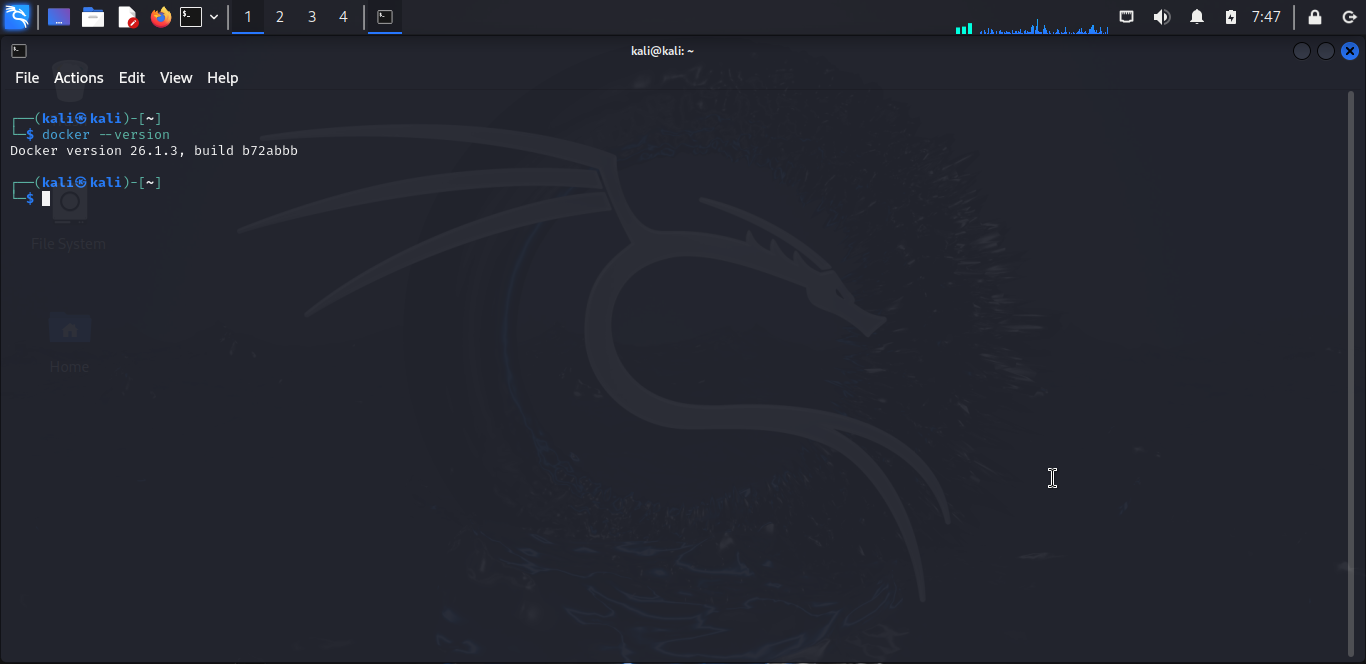 1 2 3 4 7:47
kali@kali: ~
File Actions Edit View Help
┌──(kali㉿kali)-[~]
└─$ docker --version
Docker version 26.1.3, build b72abbb
┌──(kali㉿kali)-[~]
└─$
File System
Home